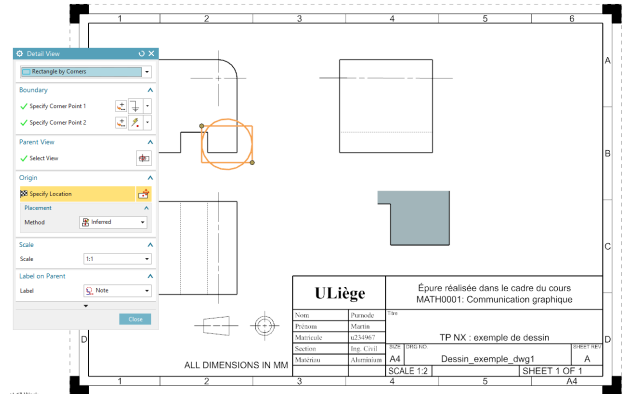 1 2 3 4 5 6
Detail View
Rectangle by Corners
Boundary
Specify Corner Point 1
Specify Corner Point 2
Parent View
Select View
Origin
Specify Location
Placement
Method Inferred
Scale
Scale 1:1
Label on Parent
Label Note
Close
A
B
C
D
D
ULiège
Épure réalisée dans le cadre du cours
MATH0001: Communication graphique
Nom Purnode
Prénom Martin
Matricule u234967
Section Ing. Civil
Matériau Aluminium
Titre
TP NX : exemple de dessin
SIZE DRG NO. SHEET REV
A4 Dessin_exemple_dwg1 A
SCALE 1:2 SHEET 1 OF 1
ALL DIMENSIONS IN MM
1 2 3 4 5 A4